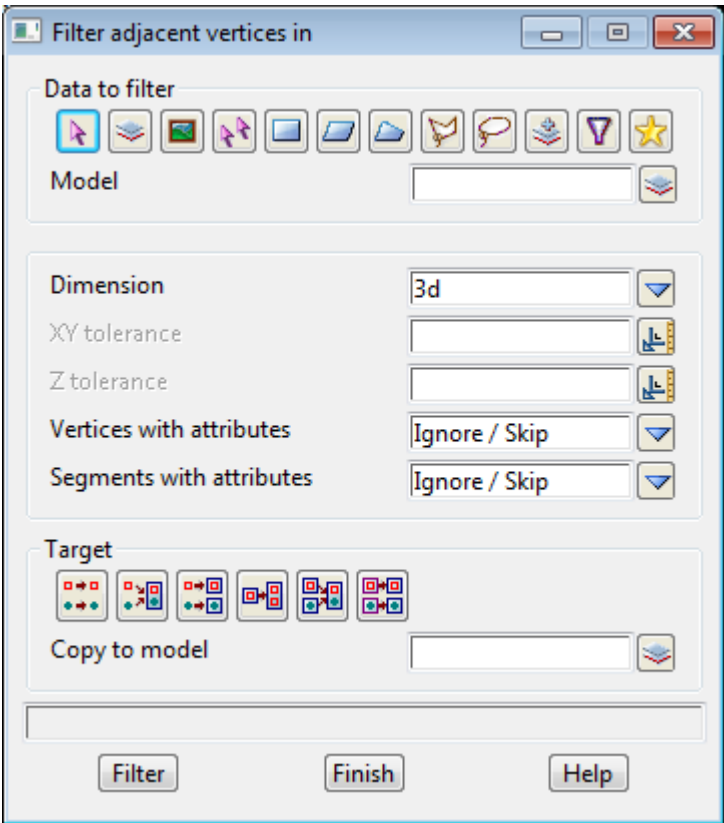 Filter adjacent vertices in
Data to filter
Model
Dimension 3d
XY tolerance
Z tolerance
Vertices with attributes Ignore / Skip
Segments with attributes Ignore / Skip
Target
Copy to model
Filter Finish Help